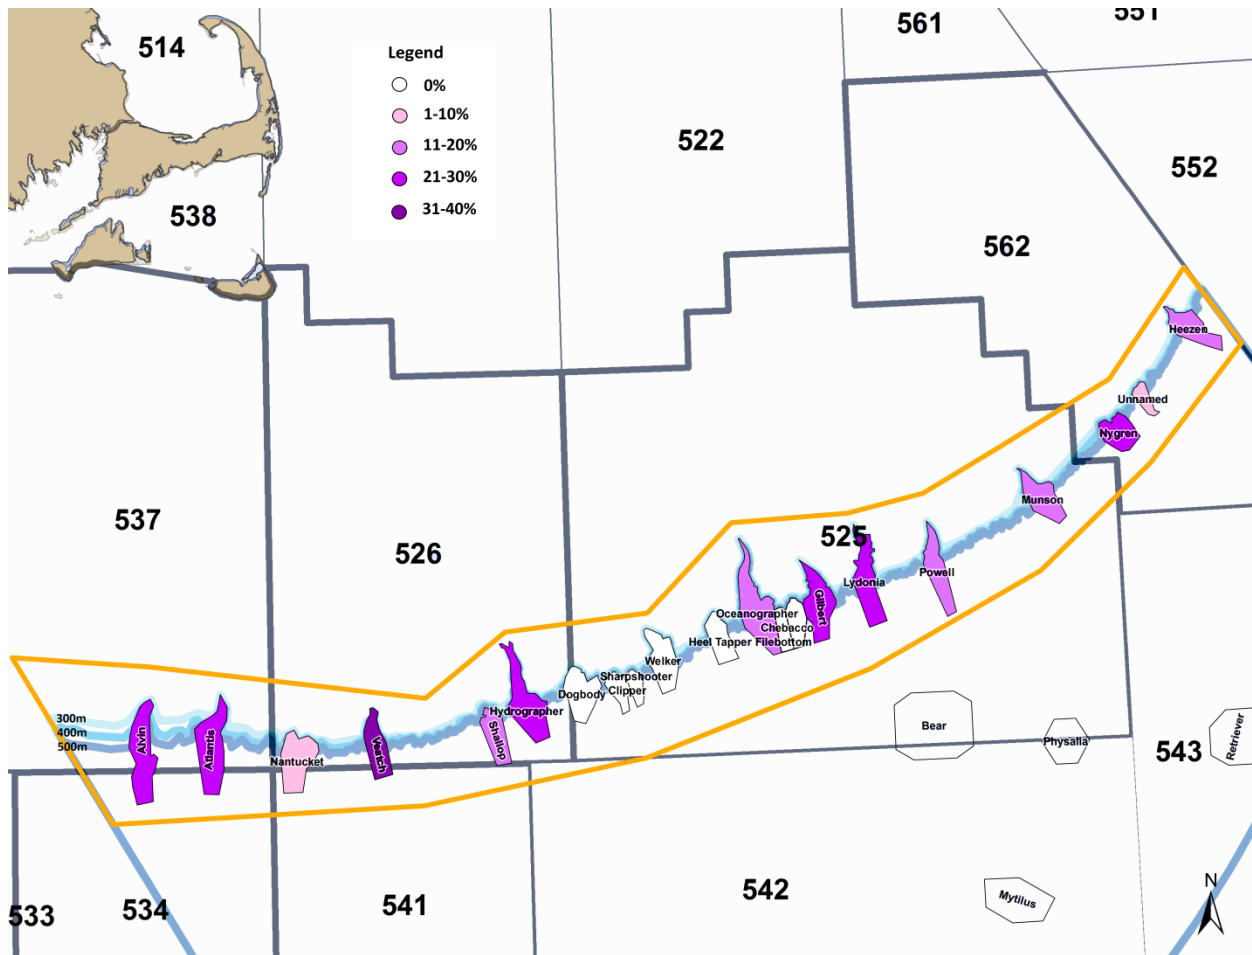 514
561
551
Legend
0%
1-10%
11-20%
21-30%
31-40%
522
552
538
562
Heezen
Unnamed
Nygren
Munson
537
526
525
Powell
Lydonia
Gilbert
Oceanographer
Chebacco
Heel Tapper Filebottom
Welker
Sharpshooter
Dogbody
Clipper
Hydrographer
Shallop
300m
400m
500m
Alvin
Atlantis
Nantucket
Veatch
Bear
Physalia
543
Retriever
533
534
541
542
Mytilus
N